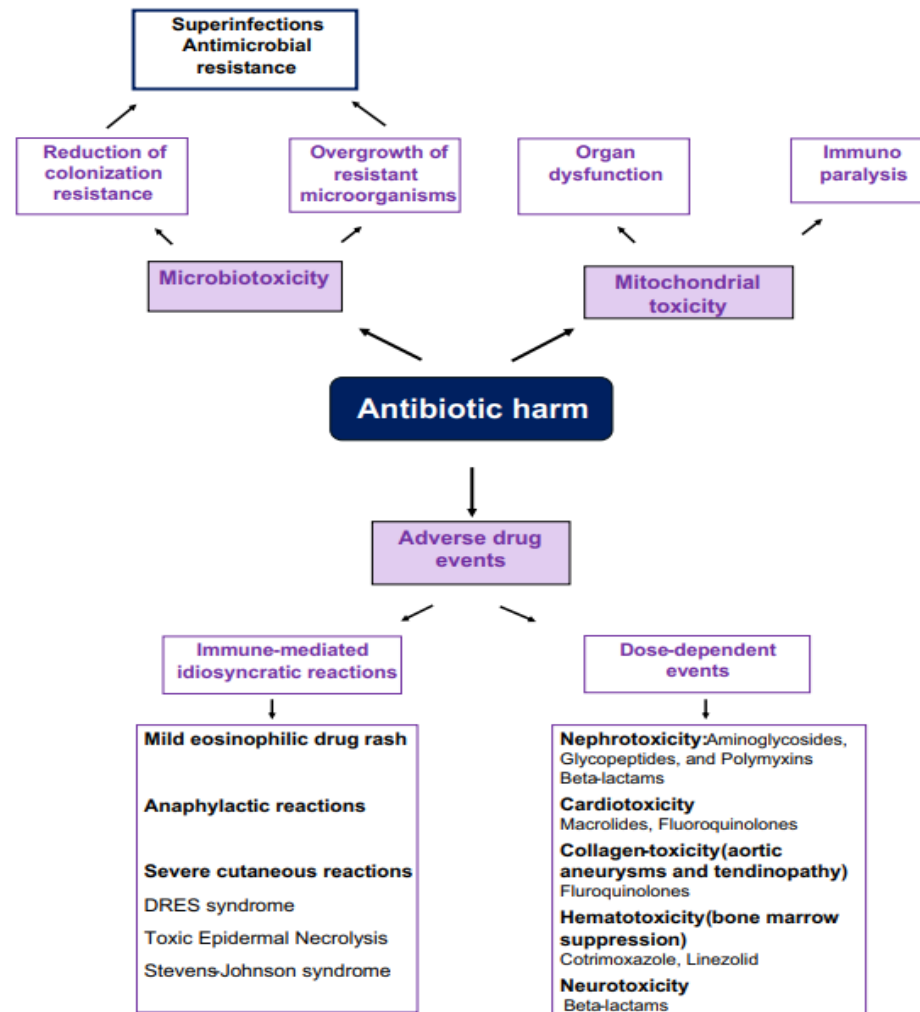 Superinfections
Antimicrobial
resistance
Reduction of
colonization
resistance
Overgrowth of
resistant
microorganisms
Organ
dysfunction
Immuno
paralysis
Microbiotoxicity
Mitochondrial
toxicity
Antibiotic harm
Adverse drug
events
Immune-mediated
idiosyncratic reactions
Dose-dependent
events
Mild eosinophilic drug rash
Anaphylactic reactions
Severe cutaneous reactions
DRES syndrome
Toxic Epidermal Necrolysis
Stevens-Johnson syndrome
Nephrotoxicity:Aminoglycosides,
Glycopeptides, and Polymyxins
Beta-lactams
Cardiotoxicity
Macrolides, Fluoroquinolones
Collagen-toxicity(aortic
aneurysms and tendinopathy)
Fluroquinolones
Hematotoxicity(bone marrow
suppression)
Cotrimoxazole, Linezolid
Neurotoxicity
Beta-lactams